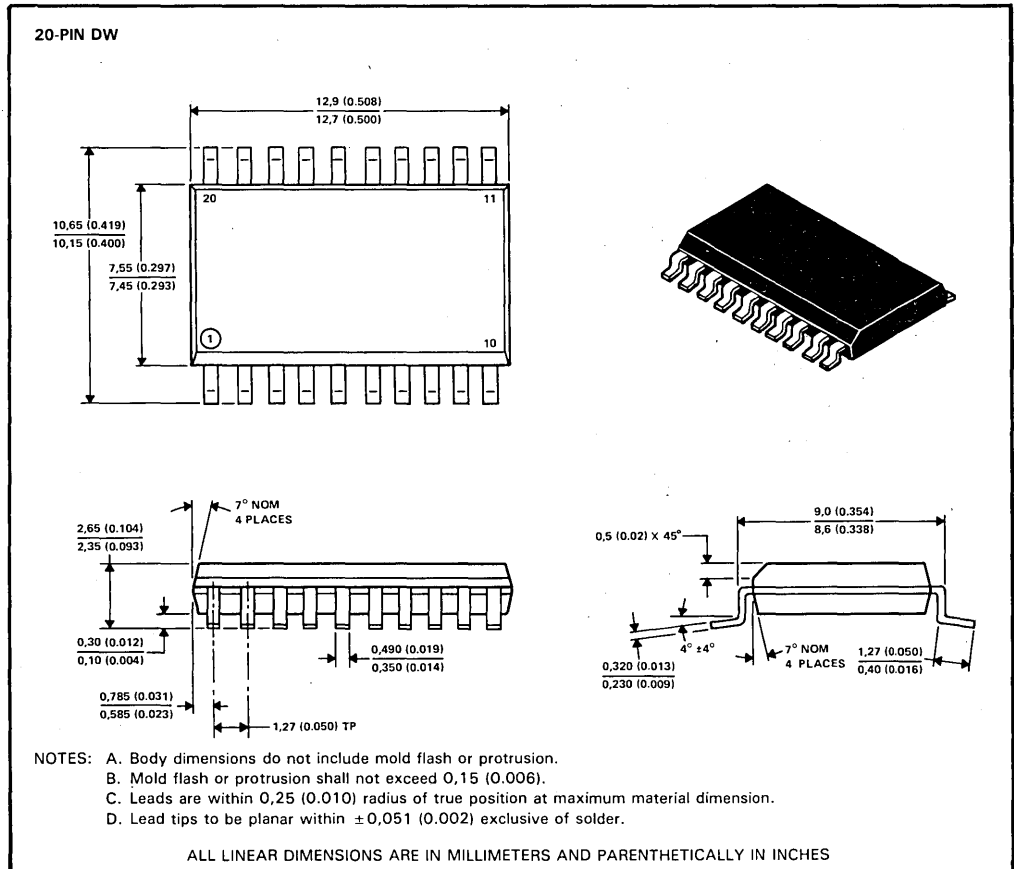 20-PIN DW
12,9 (0.508)
12,7 (0.500)
10,65 (0.419)
10,15 (0.400)
7,55 (0.297)
7,45 (0.293)
20
11
1
10
7° NOM
4 PLACES
2,65 (0.104)
2,35 (0.093)
0,30 (0.012)
0,10 (0.004)
0,490 (0.019)
0,350 (0.014)
0,785 (0.031)
0,585 (0.023)
1,27 (0.050) TP
9,0 (0.354)
8,6 (0.338)
0,5 (0.02) X 45°
4° ±4°
7° NOM
4 PLACES
0,320 (0.013)
0,230 (0.009)
1,27 (0.050)
0,40 (0.016)
NOTES: A. Body dimensions do not include mold flash or protrusion.
B. Mold flash or protrusion shall not exceed 0,15 (0.006).
C. Leads are within 0,25 (0.010) radius of true position at maximum material dimension.
D. Lead tips to be planar within ±0,051 (0.002) exclusive of solder.
ALL LINEAR DIMENSIONS ARE IN MILLIMETERS AND PARENTHETICALLY IN INCHES